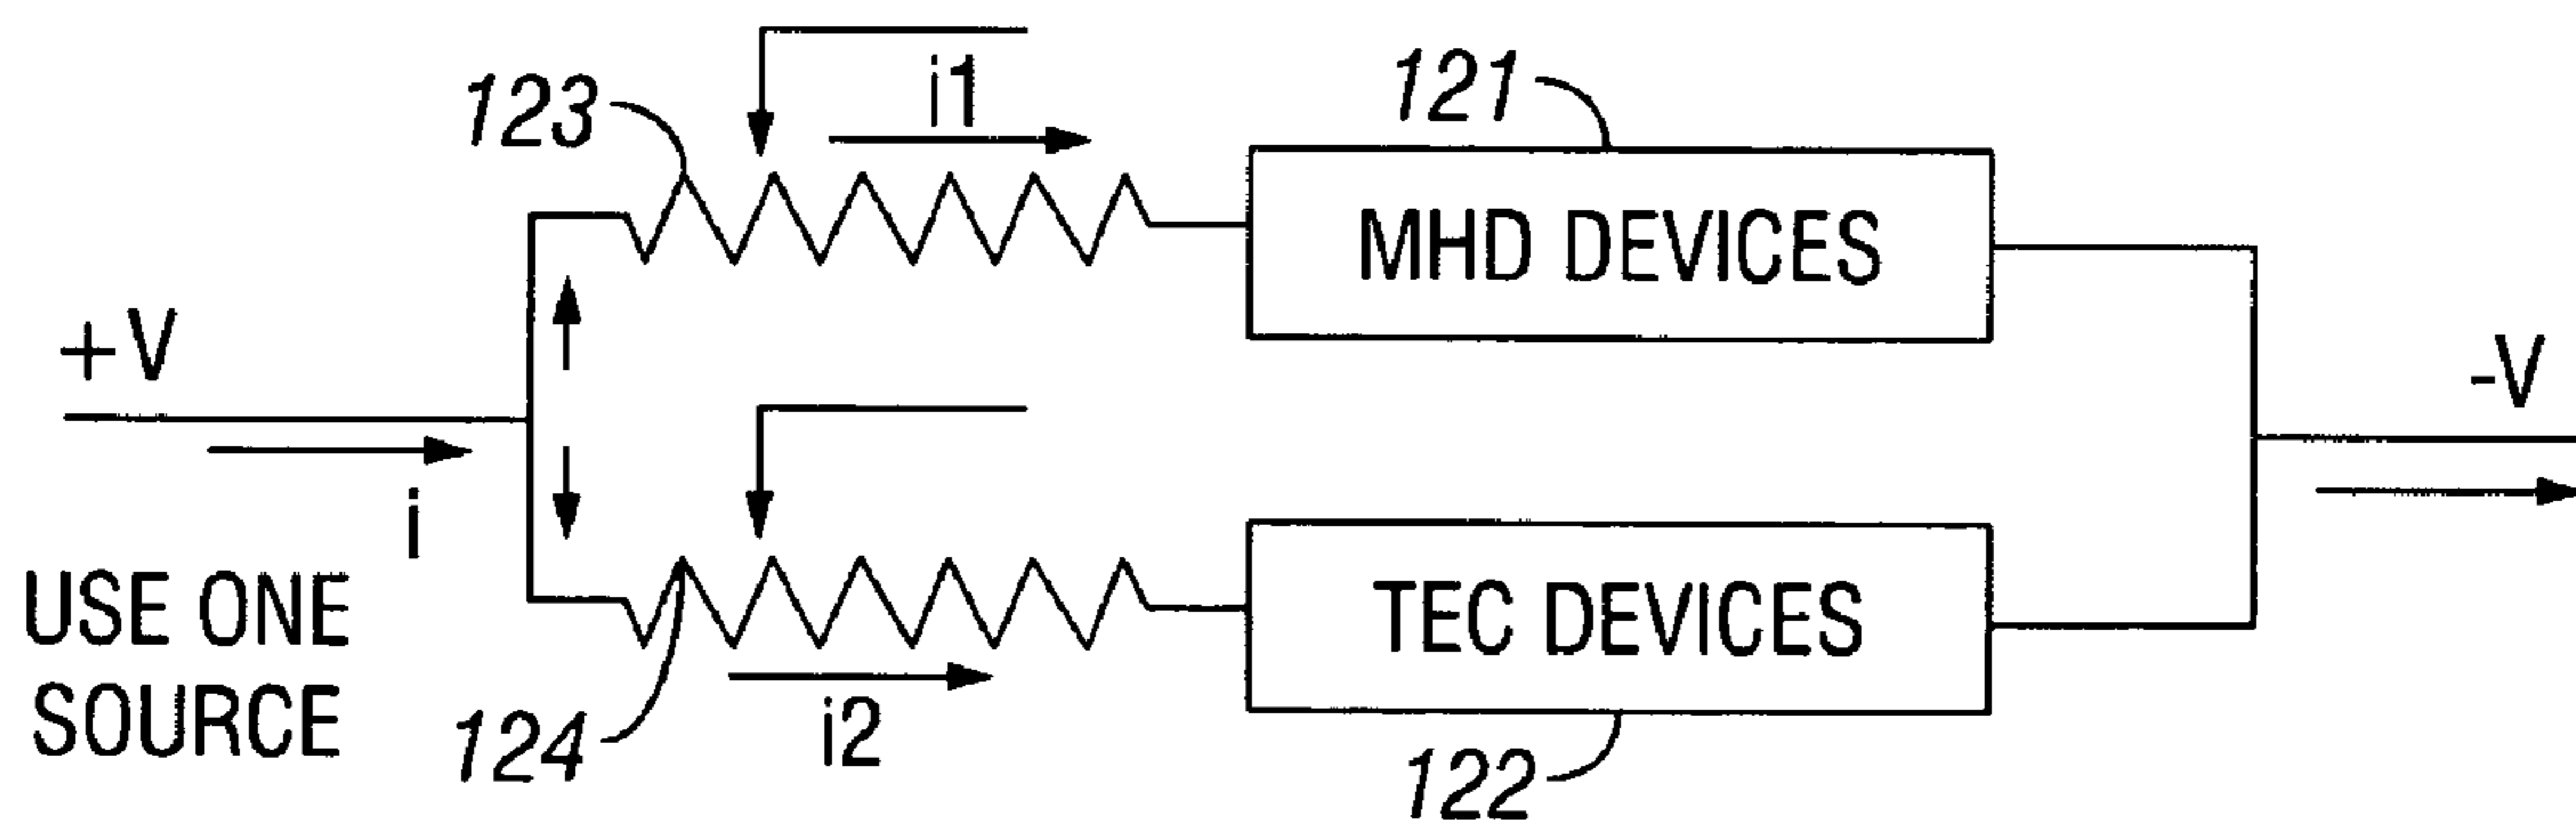 i1
123
121
MHD DEVICES
+V
-V
i
USE ONE
SOURCE
TEC DEVICES
124
i2
122